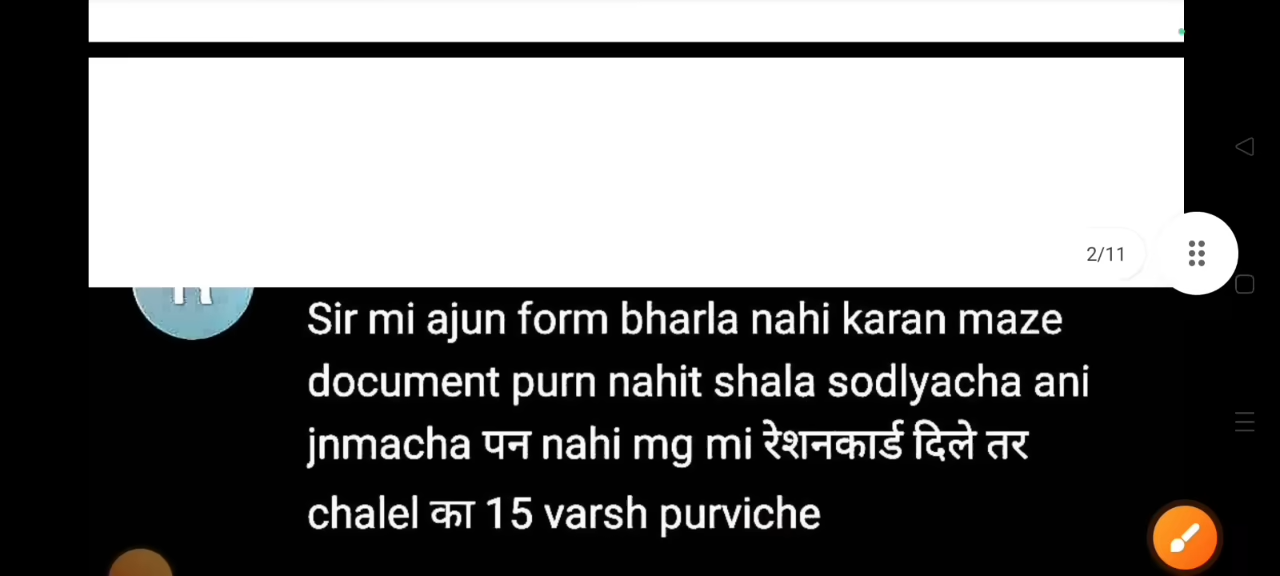 2/11
Sir mi ajun form bharla nahi karan maze
document purn nahit shala sodlyacha ani
jnmacha पन nahi mg mi रेशनकार्ड दिले तर
chalel का 15 varsh purviche